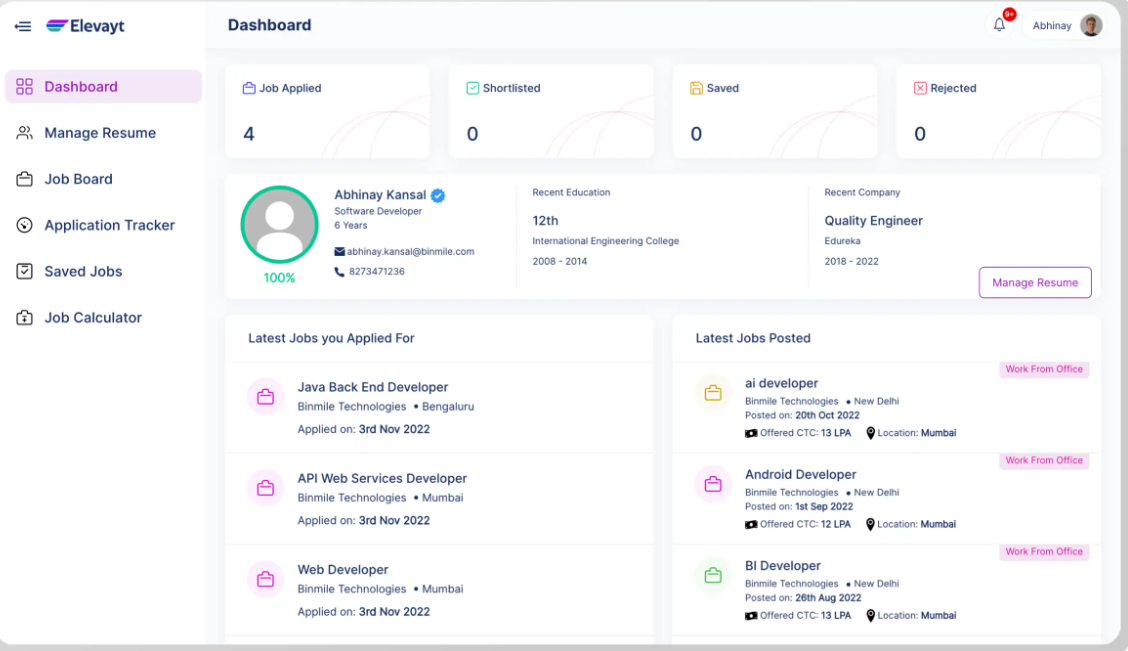 Elevayt
Dashboard
9+
Abhinay
Dashboard
Manage Resume
Job Board
Application Tracker
Saved Jobs
Job Calculator
Job Applied
4
Shortlisted
0
Saved
0
Rejected
0
Abhinay Kansal
Software Developer
6 Years
abhinay.kansal@binmile.com
8273471236
100%
Recent Education
12th
International Engineering College
2008 - 2014
Recent Company
Quality Engineer
Edureka
2018 - 2022
Manage Resume
Latest Jobs you Applied For
Java Back End Developer
Binmile Technologies • Bengaluru
Applied on: 3rd Nov 2022
API Web Services Developer
Binmile Technologies • Mumbai
Applied on: 3rd Nov 2022
Web Developer
Binmile Technologies • Mumbai
Applied on: 3rd Nov 2022
Latest Jobs Posted
Work From Office
ai developer
Binmile Technologies • New Delhi
Posted on: 20th Oct 2022
Offered CTC: 13 LPA Location: Mumbai
Work From Office
Android Developer
Binmile Technologies • New Delhi
Posted on: 1st Sep 2022
Offered CTC: 12 LPA Location: Mumbai
Work From Office
BI Developer
Binmile Technologies • New Delhi
Posted on: 26th Aug 2022
Offered CTC: 13 LPA Location: Mumbai